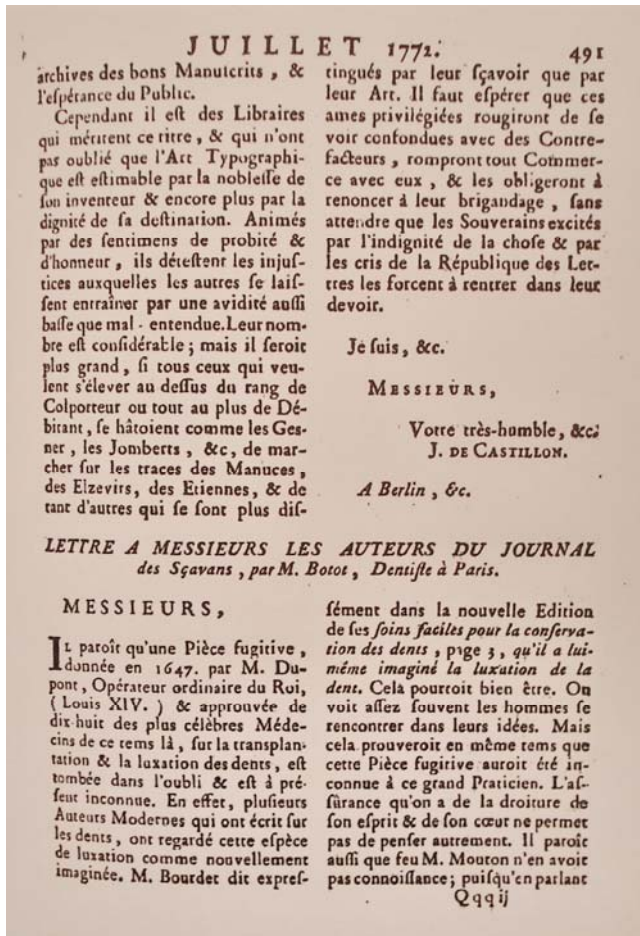 JUILLET 1772. 491
archives des bons Manuſcrits, &
l'eſpérance du Public.
Cependant il eſt des Libraires
qui méritent ce titre, & qui n'ont
pas oublié que l'Art Typographi-
que eſt eſtimable par la nobleſſe de
ſon inventeur & encore plus par la
dignité de ſa deſtination. Animés
par des ſentimens de probité &
d'honneur, ils déteſtent les injuſ-
tices auxquelles les autres ſe laiſ-
ſent entraîner par une avidité auſſi
baſſe que mal-entendue. Leur nom-
bre eſt conſidérable; mais il ſeroit
plus grand, ſi tous ceux qui veu-
lent s'élever au deſſus du rang de
Colporteur ou tout au plus de Dé-
bitant, ſe hâtoient comme les Geſ-
ner, les Jomberts, &c, de mar-
cher ſur les traces des Manuces,
des Elzevirs, des Etiennes, & de
tant d'autres qui ſe ſont plus diſ-
tingués par leur ſçavoir que par
leur Art. Il faut eſpérer que ces
ames privilégiées rougiront de ſe
voir confondues avec des Contre-
facteurs, rompront tout Commer-
ce avec eux, & les obligeront à
renoncer à leur brigandage, ſans
attendre que les Souverains excités
par l'indignité de la choſe & par
les cris de la République des Let-
tres les forcent à rentrer dans leur
devoir.
Je ſuis, &c.
MESSIEURS,
Votre très-humble, &c.
J. DE CASTILLON.
A Berlin, &c.
LETTRE A MESSIEURS LES AUTEURS DU JOURNAL
des Sçavans, par M. Botot, Dentiſte à Paris.
MESSIEURS,
IL paroît qu'une Pièce fugitive,
donnée en 1647. par M. Du-
pont, Opérateur ordinaire du Roi,
(Louis XIV.) & approuvée de
dix-huit des plus célèbres Méde-
cins de ce tems là, ſur la transplan-
tation & la luxation des dents, eſt
tombée dans l'oubli & eſt à pré-
ſent inconnue. En effet, pluſieurs
Auteurs Modernes qui ont écrit ſur
les dents, ont regardé cette eſpèce
de luxation comme nouvellement
imaginée. M. Bourdet dit expreſ-
ſément dans la nouvelle Edition
de ſes ſoins faciles pour la conſerva-
tion des dents, page 3, qu'il a lui-
même imaginé la luxation de la
dent. Cela pourroit bien être. On
voit aſſez ſouvent les hommes ſe
rencontrer dans leurs idées. Mais
cela prouveroit en même tems que
cette Pièce fugitive auroit été in-
connue à ce grand Praticien. L'aſ-
ſûrance qu'on a de la droiture de
ſon eſprit & de ſon cœur ne permet
pas de penſer autrement. Il paroît
auſſi que feu M. Mouton n'en avoit
pas connoiſſance; puiſqu'en parlant
Qqqij